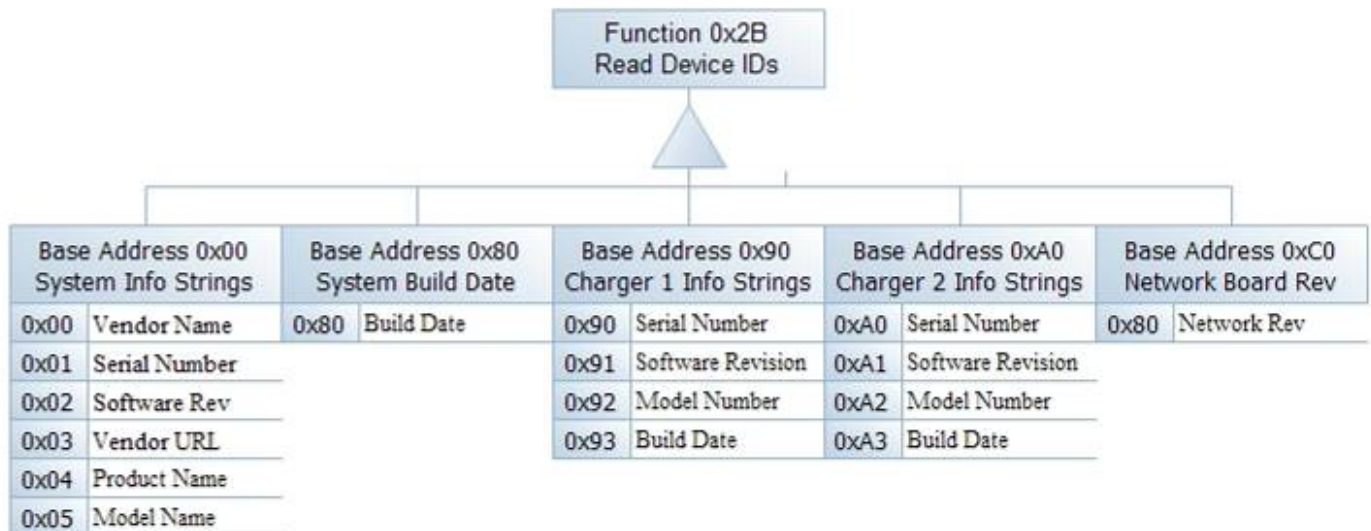 Function 0x2B
Read Device IDs
Base Address 0x00
System Info Strings
0x00 Vendor Name
0x01 Serial Number
0x02 Software Rev
0x03 Vendor URL
0x04 Product Name
0x05 Model Name
Base Address 0x80
System Build Date
0x80 Build Date
Base Address 0x90
Charger 1 Info Strings
0x90 Serial Number
0x91 Software Revision
0x92 Model Number
0x93 Build Date
Base Address 0xA0
Charger 2 Info Strings
0xA0 Serial Number
0xA1 Software Revision
0xA2 Model Number
0xA3 Build Date
Base Address 0xC0
Network Board Rev
0x80 Network Rev